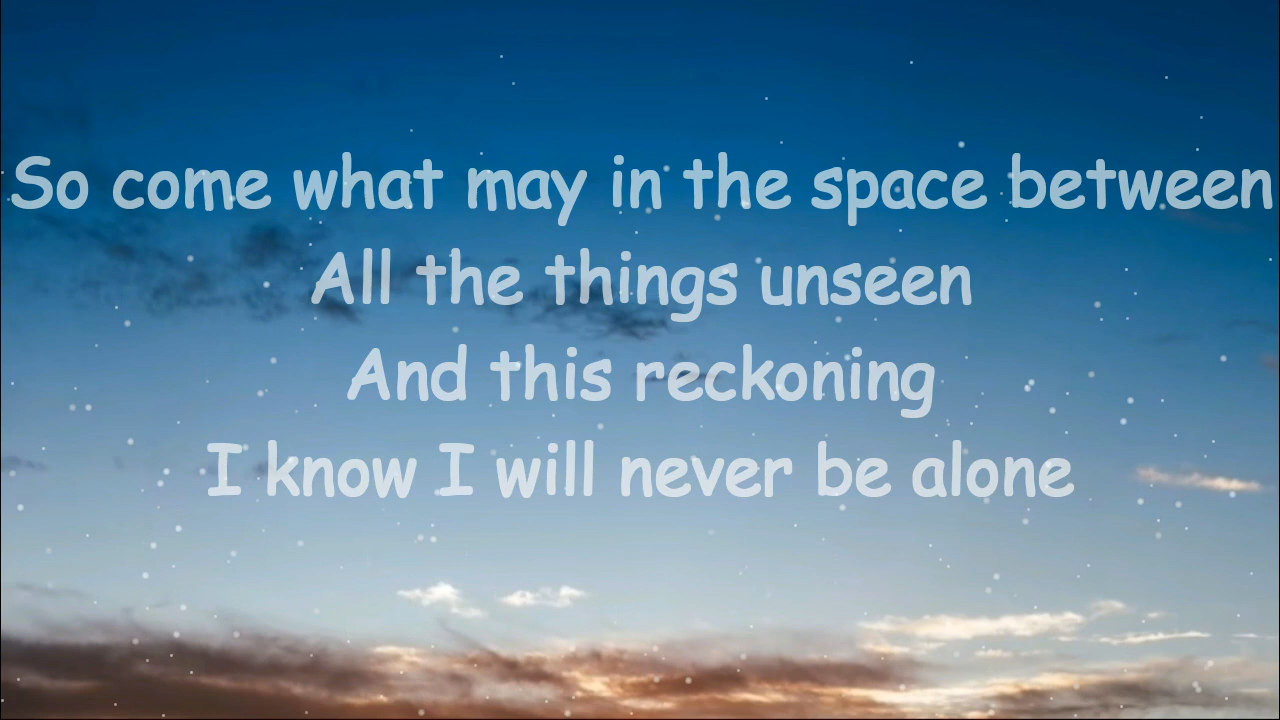 So come what may in the space between
All the things unseen
And this reckoning
I know I will never be alone